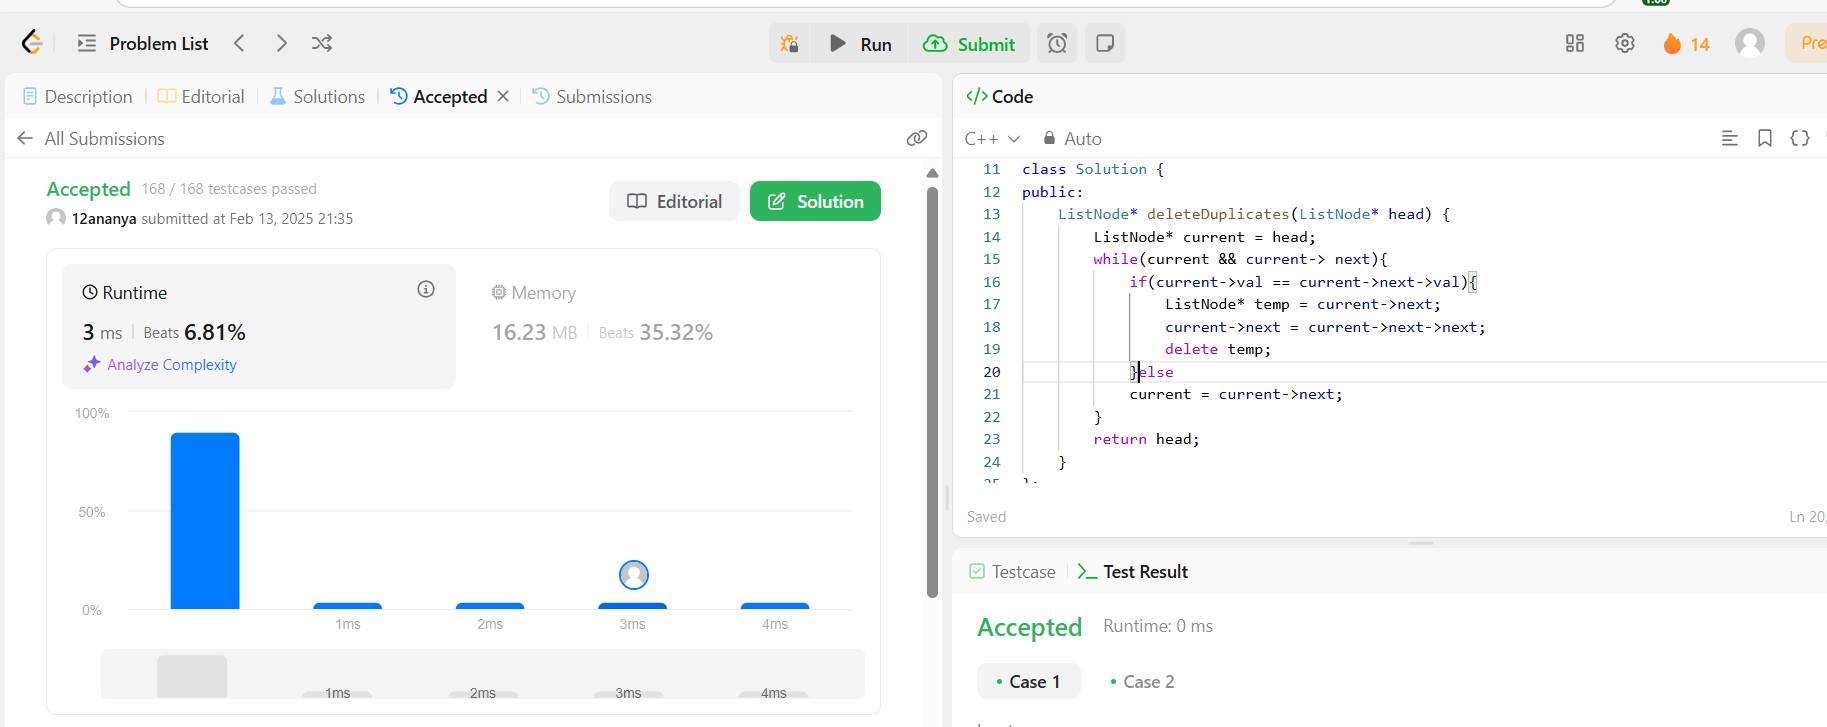 1:00
Problem List
Run
Submit
14
Pre
Description
Editorial
Solutions
Accepted
Submissions
All Submissions
Accepted 168 / 168 testcases passed
12ananya submitted at Feb 13, 2025 21:35
Editorial
Solution
Runtime
3 ms Beats 6.81%
Analyze Complexity
Memory
16.23 MB Beats 35.32%
100%
50%
0%
1ms
2ms
3ms
4ms
1ms
2ms
3ms
4ms
</> Code
C++
Auto
11 class Solution {
12 public:
13 ListNode* deleteDuplicates(ListNode* head) {
14 ListNode* current = head;
15 while(current && current-> next){
16 if(current->val == current->next->val){
17 ListNode* temp = current->next;
18 current->next = current->next->next;
19 delete temp;
20 }else
21 current = current->next;
22 }
23 return head;
24 }
25 };
Saved
Ln 20,
Testcase
Test Result
Accepted Runtime: 0 ms
Case 1
Case 2